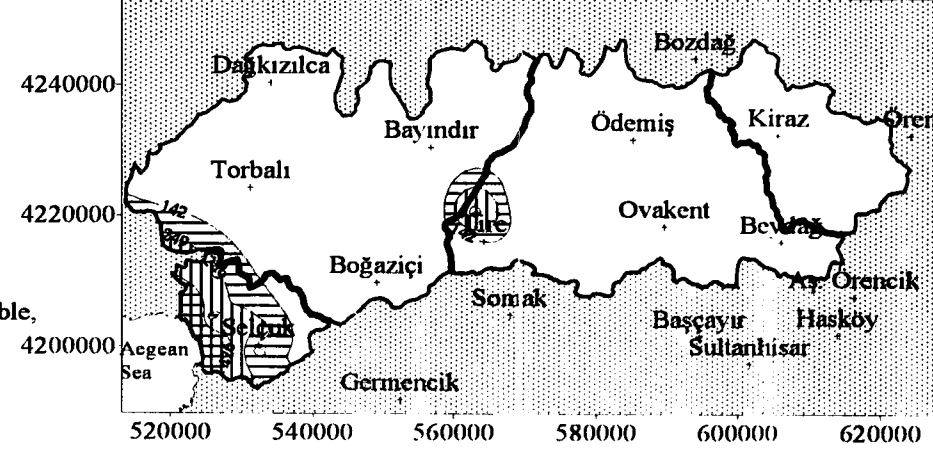 Bozdağ
Dağkızılca
4240000
Bayındır
Ödemiş
Kiraz
Ören
Torbalı
142
4220000
Ovakent
Tire
Beydağ
Boğaziçi
Aş. Örencik
Somak
ble,
Selçuk
Başçayır
Hasköy
4200000
Aegean
Sea
Sultanhisar
Germencik
520000
540000
560000
580000
600000
620000